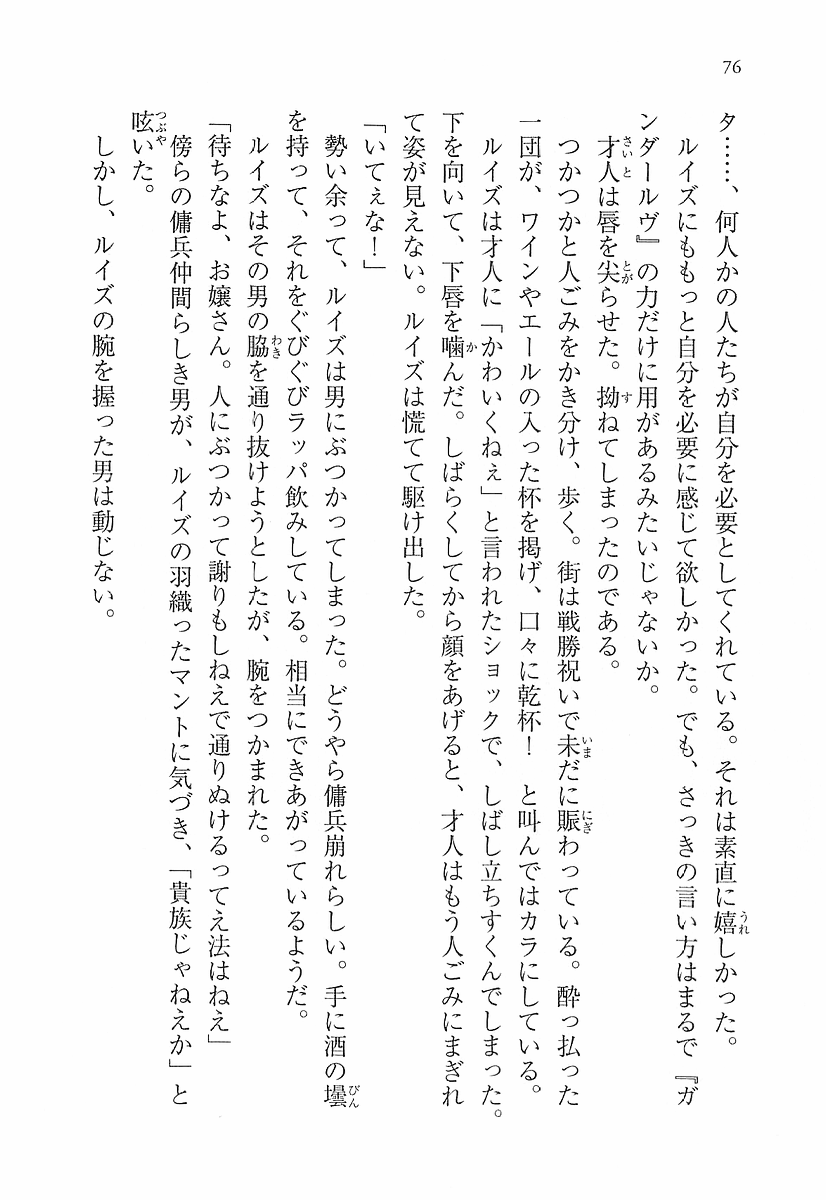 76
タ……、何人かの人たちが自分を必要としてくれている。それは素直に嬉しかった。
ルイズにももっと自分を必要に感じて欲しかった。でも、さっきの言い方はまるで『ガ
ンダールヴ』の力だけに用があるみたいじゃないか。
才人は唇を尖らせた。拗ねてしまったのである。
つかつかと人ごみをかき分け、歩く。街は戦勝祝いで未だに賑わっている。酔っ払った
一団が、ワインやエールの入った杯を掲げ、口々に乾杯！　と叫んではカラにしている。
ルイズは才人に「かわいくねぇ」と言われたショックで、しばし立ちすくんでしまった。
下を向いて、下唇を噛んだ。しばらくしてから顔をあげると、才人はもう人ごみにまぎれ
て姿が見えない。ルイズは慌てて駆け出した。
「いてぇな！」
勢い余って、ルイズは男にぶつかってしまった。どうやら傭兵崩れらしい。手に酒の壜
を持って、それをぐびぐびラッパ飲みしている。相当にできあがっているようだ。
ルイズはその男の脇を通り抜けようとしたが、腕をつかまれた。
「待ちなよ、お嬢さん。人にぶつかって謝りもしねえで通りぬけるってえ法はねえ」
傍らの傭兵仲間らしき男が、ルイズの羽織ったマントに気づき、「貴族じゃねえか」と
呟いた。
しかし、ルイズの腕を握った男は動じない。